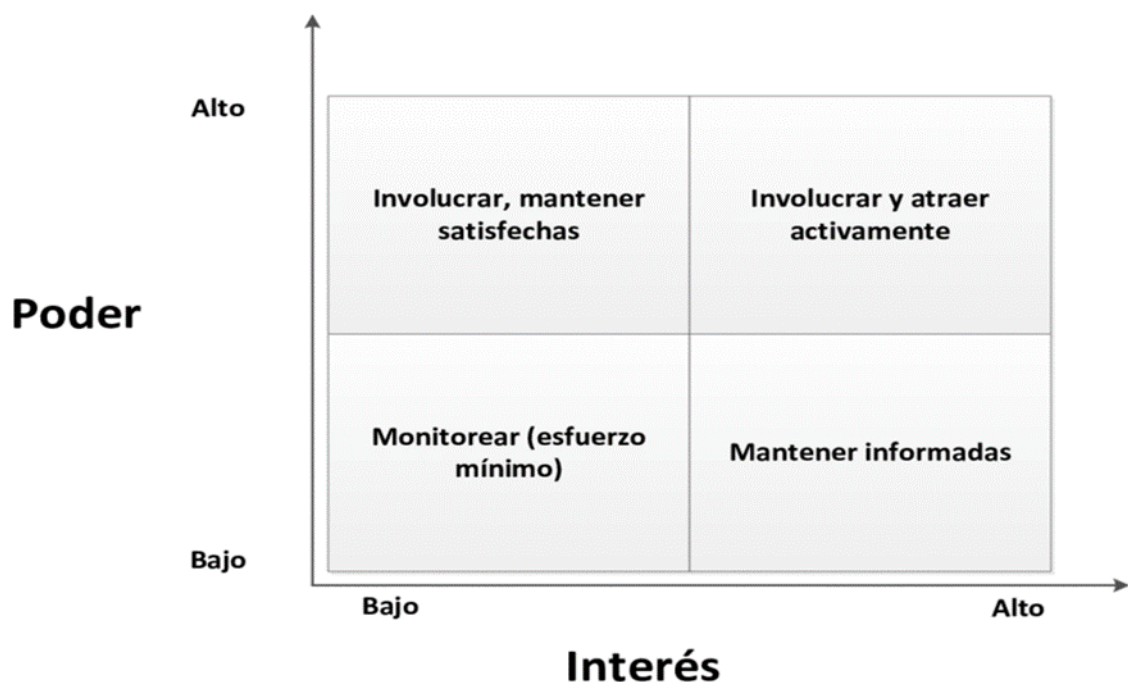 Alto
Involucrar, mantener
satisfechas
Involucrar y atraer
activamente
Poder
Monitorear (esfuerzo
mínimo)
Mantener informadas
Bajo
Bajo
Alto
Interés